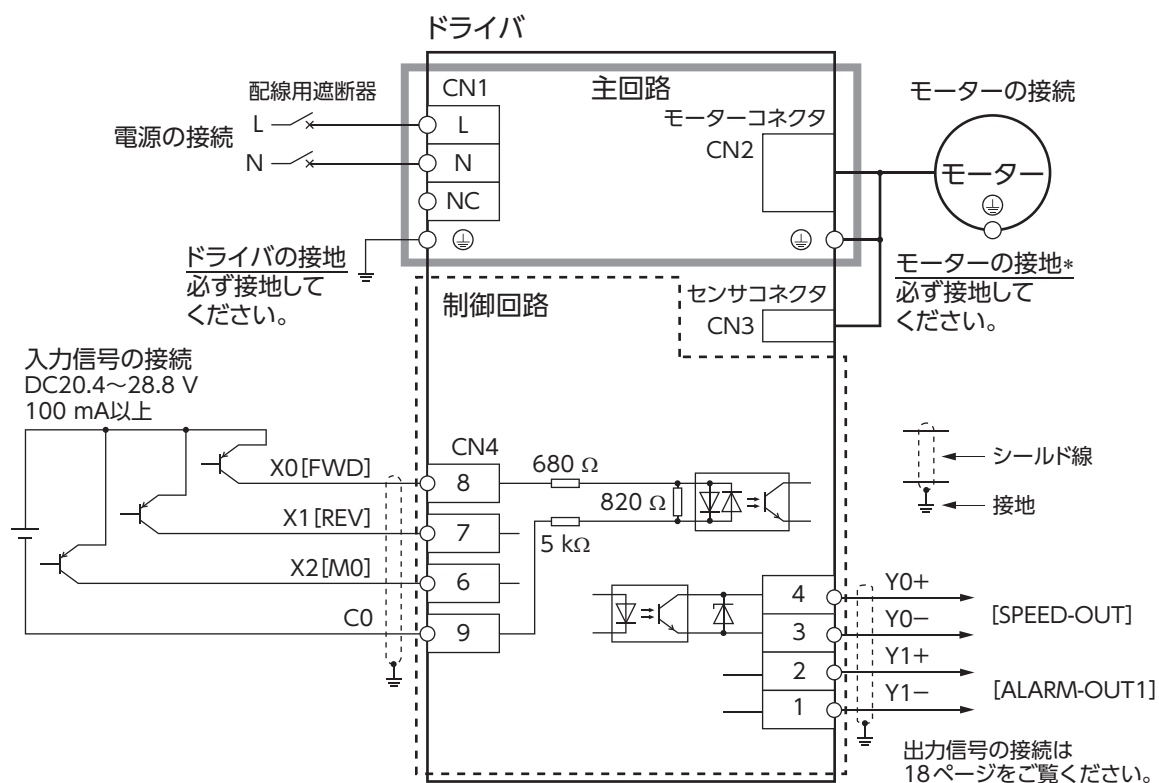 ドライバ
配線用遮断器
電源の接続
L
N
CN1
L
N
NC
主回路
モーターコネクタ
CN2
モーターの接続
モーター
ドライバの接地
必ず接地して
ください。
モーターの接地*
必ず接地して
ください。
制御回路
センサコネクタ
CN3
入力信号の接続
DC20.4~28.8 V
100 mA以上
X0[FWD]
X1[REV]
X2[M0]
C0
CN4
8
7
6
9
680 Ω
820 Ω
5 kΩ
シールド線
接地
4
3
2
1
Y0+
Y0−
Y1+
Y1−
[SPEED-OUT]
[ALARM-OUT1]
出力信号の接続は
18ページをご覧ください。